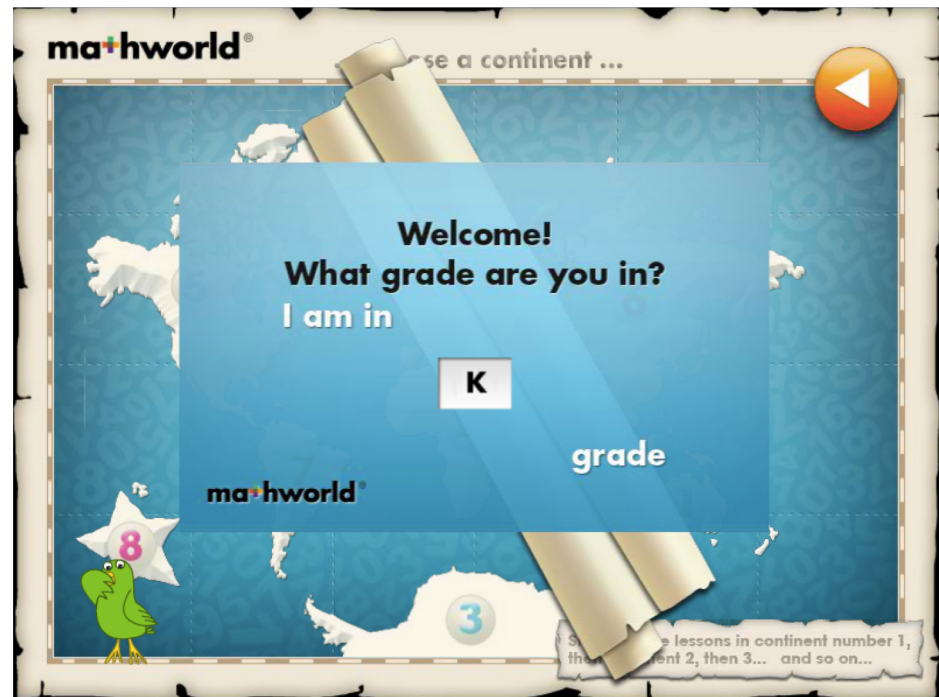 mathworld®
ose a continent ...
Welcome!
What grade are you in?
I am in
K
grade
mathworld®
8
3
lessons in continent number 1,
ent 2, then 3... and so on...